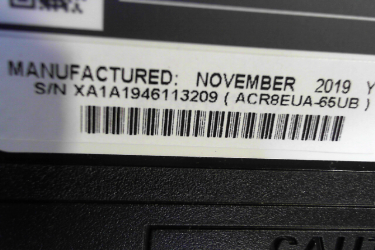 MANUFACTURED: NOVEMBER 2019 Y
S/N XA1A1946113209 ( ACR8EUA-65UB )